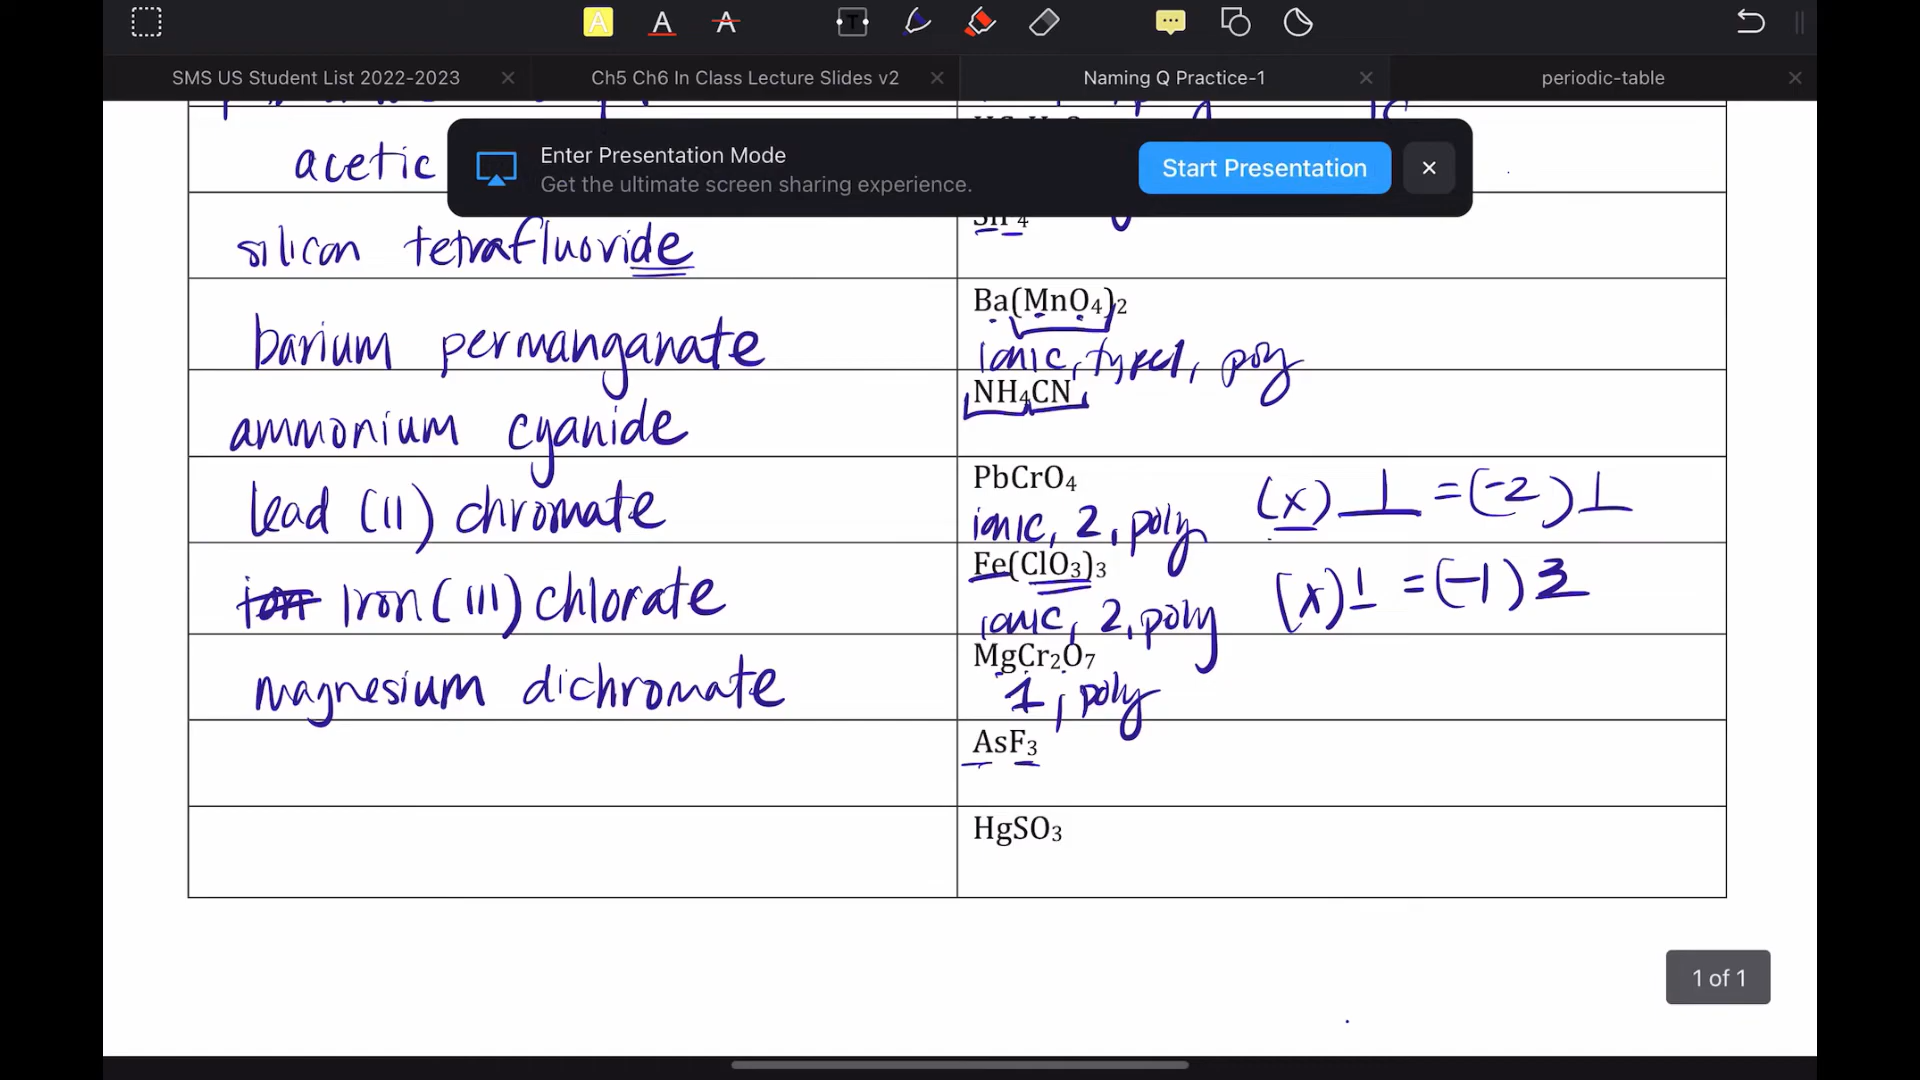 SMS US Student List 2022-2023
Ch5 Ch6 In Class Lecture Slides v2
Naming Q Practice-1
periodic-table
Enter Presentation Mode
Get the ultimate screen sharing experience.
Start Presentation
acetic
silicon tetrafluoride
barium permanganate
Ba(MnO₄)₂
ionic, type1, poly
ammonium cyanide
NH₄CN
lead (II) chromate
PbCrO₄
ionic, 2, poly
(x) 1 = (-2) 1
Iron (III) chlorate
Fe(ClO₃)₃
ionic, 2, poly
(x) 1 = (-1) 3
magnesium dichromate
MgCr₂O₇
1, poly
AsF₃
HgSO₃
1 of 1